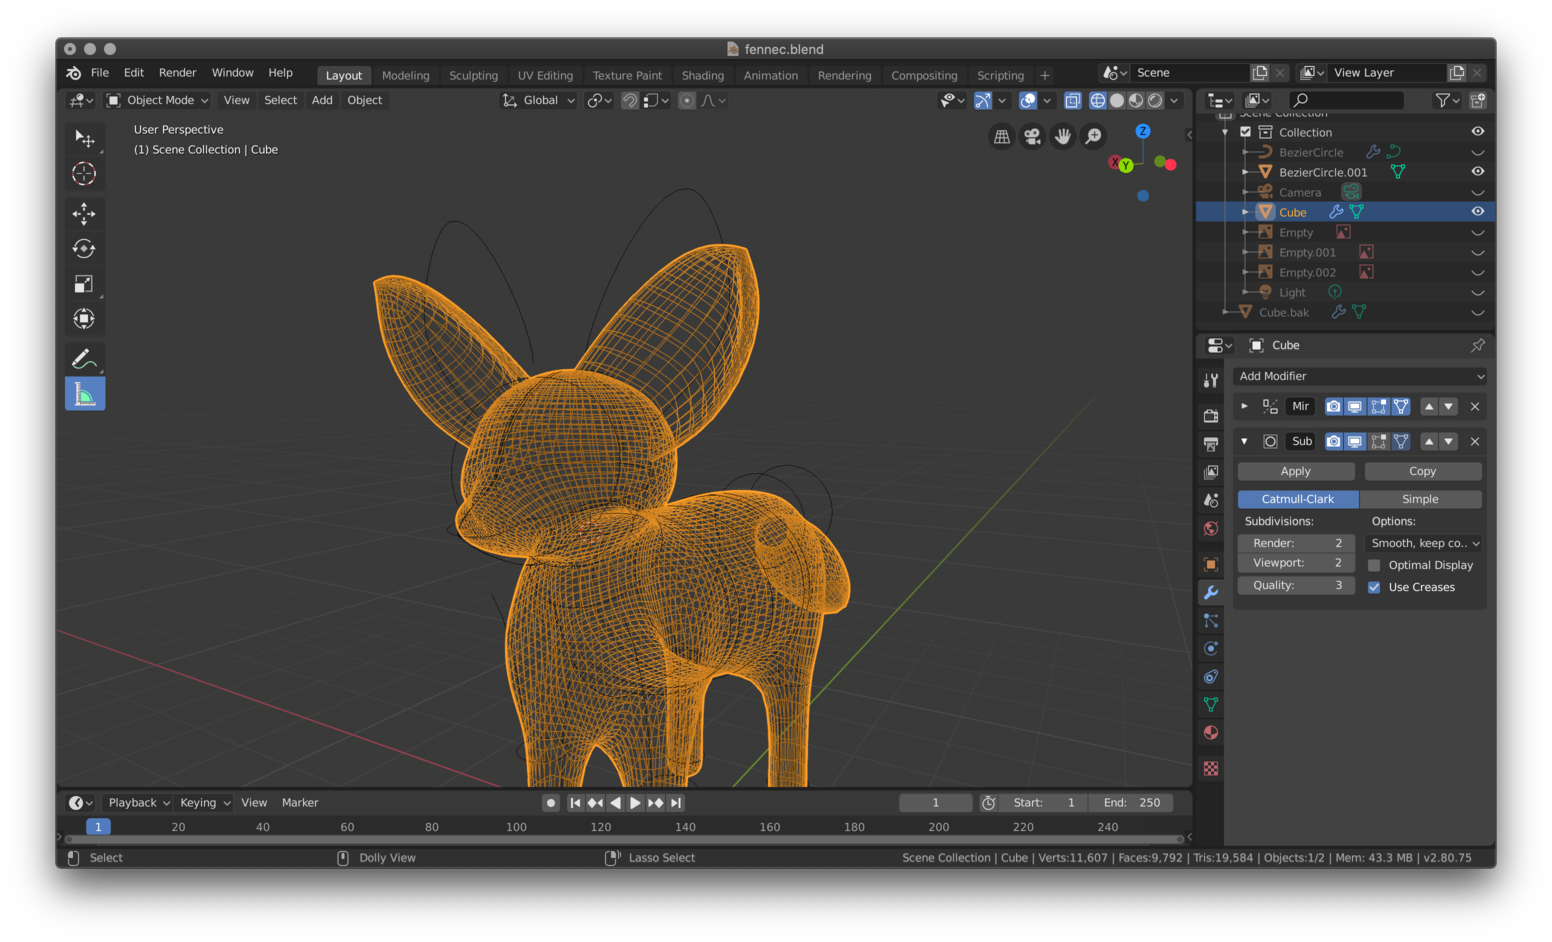 fennec.blend
File Edit Render Window Help Layout Modeling Sculpting UV Editing Texture Paint Shading Animation Rendering Compositing Scripting + Scene View Layer
Object Mode View Select Add Object Global
User Perspective
(1) Scene Collection | Cube
Z
X
Y
Scene Collection
Collection
BezierCircle
BezierCircle.001
Camera
Cube
Empty
Empty.001
Empty.002
Light
Cube.bak
Cube
Add Modifier
Mir
Sub
Apply Copy
Catmull-Clark Simple
Subdivisions: Options:
Render: 2 Smooth, keep co..
Viewport: 2 Optimal Display
Quality: 3 Use Creases
Playback Keying View Marker 1 Start: 1 End: 250
1 20 40 60 80 100 120 140 160 180 200 220 240
Select Dolly View Lasso Select Scene Collection | Cube | Verts:11,607 | Faces:9,792 | Tris:19,584 | Objects:1/2 | Mem: 43.3 MB | v2.80.75